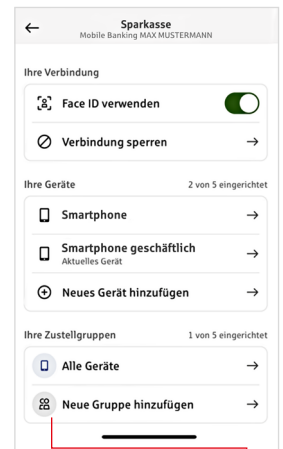 Sparkasse
Mobile Banking MAX MUSTERMANN
Ihre Verbindung
Face ID verwenden
Verbindung sperren
Ihre Geräte 2 von 5 eingerichtet
Smartphone
Smartphone geschäftlich
Aktuelles Gerät
Neues Gerät hinzufügen
Ihre Zustellgruppen 1 von 5 eingerichtet
Alle Geräte
Neue Gruppe hinzufügen